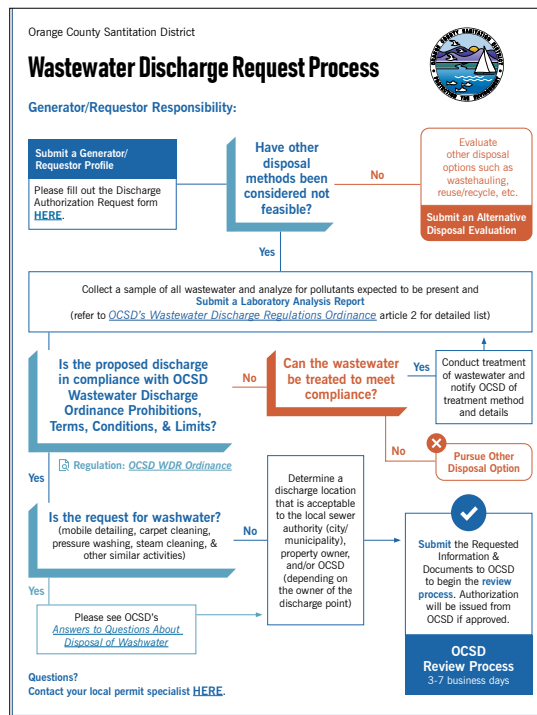 Orange County Santitation District
Wastewater Discharge Request Process
ORANGE COUNTY SANITATION DISTRICT
PROTECTING THE ENVIRONMENT
Generator/Requestor Responsibility:
Submit a Generator/
Requestor Profile
Please fill out the Discharge
Authorization Request form
HERE.
Have other
disposal
methods been
considered not
feasible?
No
Evaluate
other disposal
options such as
wastehauling,
reuse/recycle, etc.
Submit an Alternative
Disposal Evaluation
Yes
Collect a sample of all wastewater and analyze for pollutants expected to be present and
Submit a Laboratory Analysis Report
(refer to OCSD's Wastewater Discharge Regulations Ordinance article 2 for detailed list)
Is the proposed discharge
in compliance with OCSD
Wastewater Discharge
Ordinance Prohibitions,
Terms, Conditions, & Limits?
No
Can the wastewater
be treated to meet
compliance?
Yes
Conduct treatment
of wastewater and
notify OCSD of
treatment method
and details
No
Pursue Other
Disposal Option
Yes
Regulation: OCSD WDR Ordinance
Is the request for washwater?
(mobile detailing, carpet cleaning,
pressure washing, steam cleaning, &
other similar activities)
No
Determine a
discharge location
that is acceptable
to the local sewer
authority (city/
municipality),
property owner,
and/or OCSD
(depending on
the owner of the
discharge point)
Submit the Requested
Information &
Documents to OCSD
to begin the review
process. Authorization
will be issued from
OCSD if approved.
OCSD
Review Process
3-7 business days
Yes
Please see OCSD's
Answers to Questions About
Disposal of Washwater
Questions?
Contact your local permit specialist HERE.